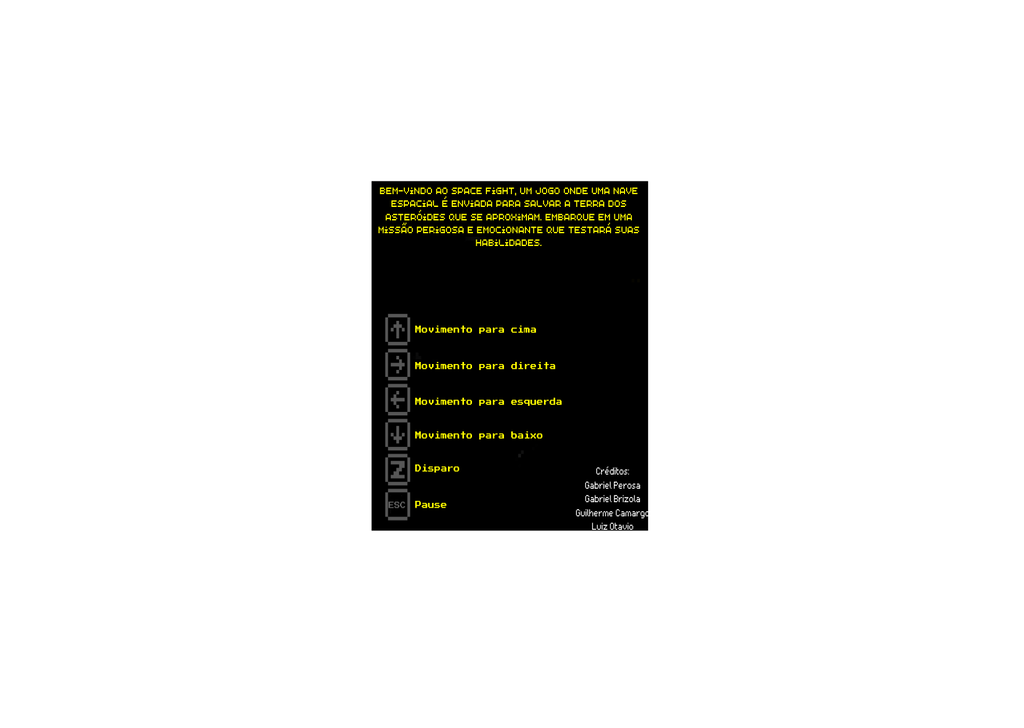 BEM-ViNDO AO SPACE FiGHT, UM JOGO ONDE UMA NAVE
ESPACiAL É ENViADA PARA SALVAR A TERRA DOS
ASTERÓiDES QUE SE APROXiMAM. EMBARQUE EM UMA
MiSSÃO PERiGOSA E EMOCiONANTE QUE TESTARÁ SUAS
HABiLiDADES.
↑ Movimento para cima
→ Movimento para direita
← Movimento para esquerda
↓ Movimento para baixo
Z Disparo
ESC Pause
Créditos:
Gabriel Perosa
Gabriel Brizola
Guilherme Camargo
Luiz Otavio